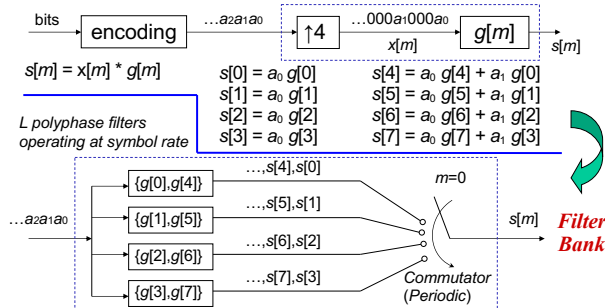 bits
encoding
…a2a1a0
↑4
…000a1000a0
x[m]
g[m]
s[m]
s[m] = x[m] * g[m]
s[0] = a0 g[0]
s[1] = a0 g[1]
s[2] = a0 g[2]
s[3] = a0 g[3]
s[4] = a0 g[4] + a1 g[0]
s[5] = a0 g[5] + a1 g[1]
s[6] = a0 g[6] + a1 g[2]
s[7] = a0 g[7] + a1 g[3]
L polyphase filters
operating at symbol rate
…a2a1a0
{g[0],g[4]}
…,s[4],s[0]
{g[1],g[5]}
…,s[5],s[1]
{g[2],g[6]}
…,s[6],s[2]
{g[3],g[7]}
…,s[7],s[3]
m=0
s[m]
Commutator
(Periodic)
Filter
Bank